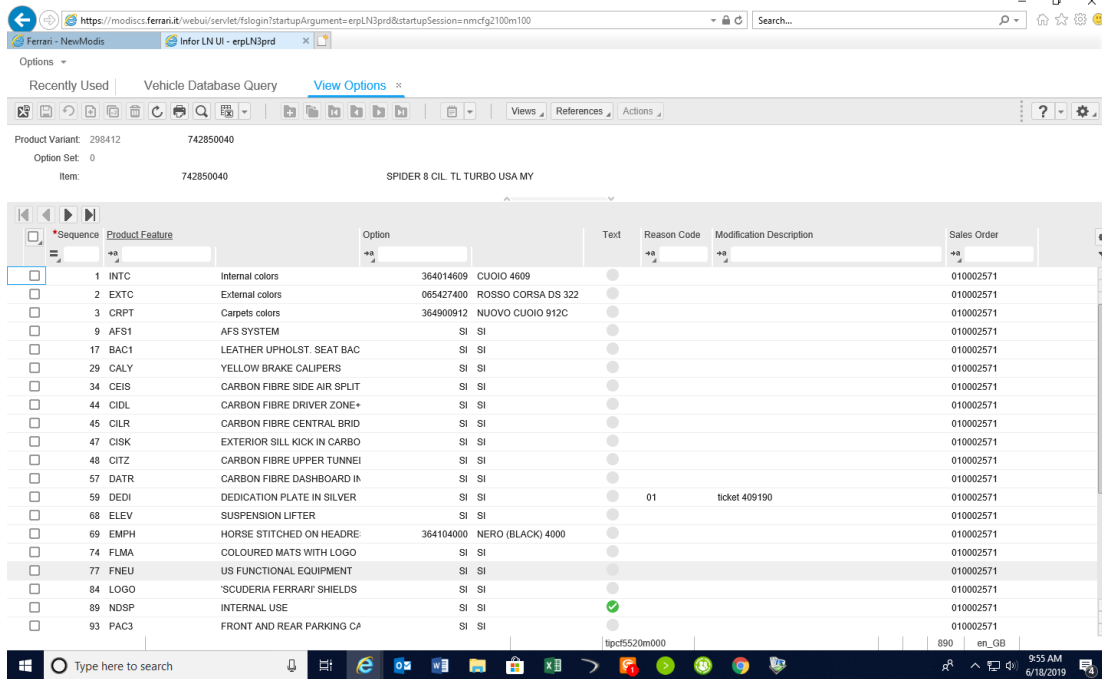 https://modiscs.ferrari.it/webui/servlet/fslogin?startupArgument=erpLN3prd&startupSession=nmcfg2100m100 Search...
Ferrari - NewModis Infor LN UI - erpLN3prd
Options
Recently Used Vehicle Database Query View Options
Views References Actions
Product Variant: 298412 742850040
Option Set: 0
Item: 742850040 SPIDER 8 CIL. TL TURBO USA MY
*Sequence Product Feature Option Text Reason Code Modification Description Sales Order
1 INTC Internal colors 364014609 CUOIO 4609 010002571
2 EXTC External colors 065427400 ROSSO CORSA DS 322 010002571
3 CRPT Carpets colors 364900912 NUOVO CUOIO 912C 010002571
9 AFS1 AFS SYSTEM SI SI 010002571
17 BAC1 LEATHER UPHOLST. SEAT BAC SI SI 010002571
29 CALY YELLOW BRAKE CALIPERS SI SI 010002571
34 CEIS CARBON FIBRE SIDE AIR SPLIT SI SI 010002571
44 CIDL CARBON FIBRE DRIVER ZONE+ SI SI 010002571
45 CILR CARBON FIBRE CENTRAL BRID SI SI 010002571
47 CISK EXTERIOR SILL KICK IN CARBO SI SI 010002571
48 CITZ CARBON FIBRE UPPER TUNNEL SI SI 010002571
57 DATR CARBON FIBRE DASHBOARD IN SI SI 010002571
59 DEDI DEDICATION PLATE IN SILVER SI SI 01 ticket 409190 010002571
68 ELEV SUSPENSION LIFTER SI SI 010002571
69 EMPH HORSE STITCHED ON HEADRE 364104000 NERO (BLACK) 4000 010002571
74 FLMA COLOURED MATS WITH LOGO SI SI 010002571
77 FNEU US FUNCTIONAL EQUIPMENT SI SI 010002571
84 LOGO 'SCUDERIA FERRARI' SHIELDS SI SI 010002571
89 NDSP INTERNAL USE SI SI 010002571
93 PAC3 FRONT AND REAR PARKING CA SI SI 010002571
tipcf5520m000 890 en_GB
Type here to search 9:55 AM
6/18/2019